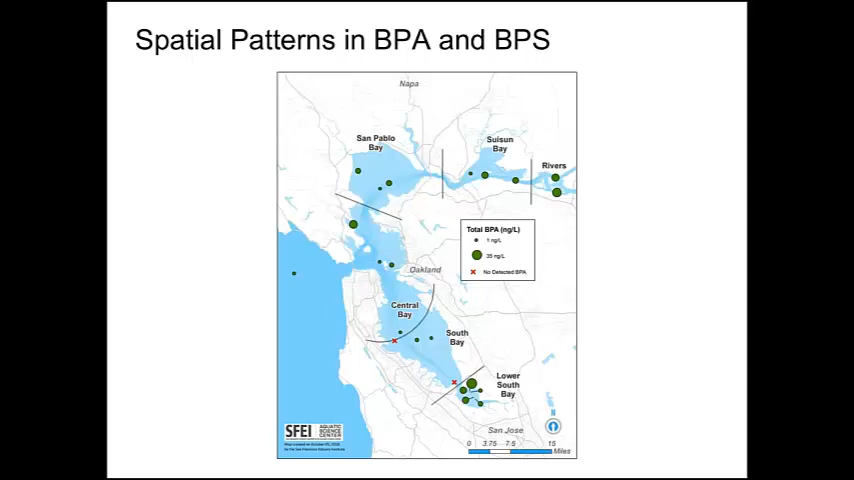 Spatial Patterns in BPA and BPS
Napa
San Pablo
Bay
Suisun
Bay
Rivers
Total BPA (ng/L)
1 ng/L
35 ng/L
No Detected BPA
Oakland
Central
Bay
South
Bay
Lower
South
Bay
San Jose
N
0 3.75 7.5 15
Miles
SFEI
AQUATIC
SCIENCE
CENTER